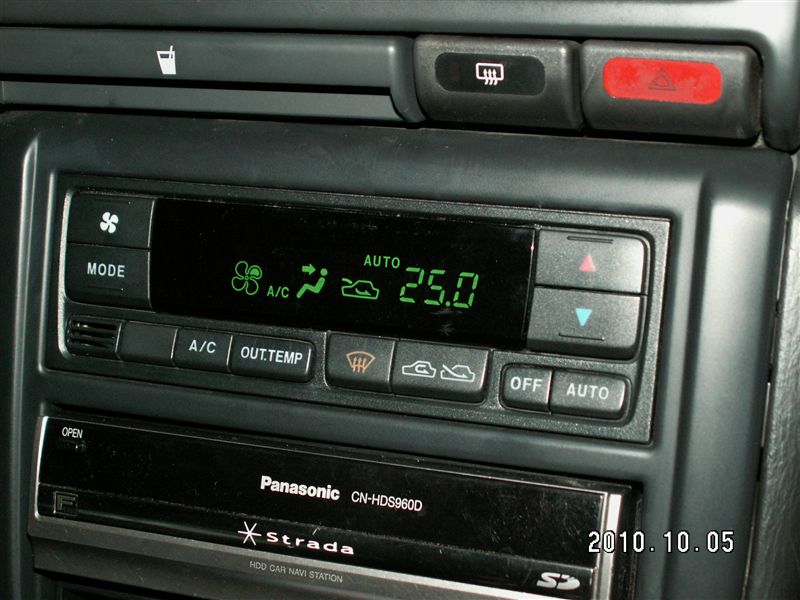 AUTO
MODE
A/C
25.0
A/C
OUT.TEMP
OFF
AUTO
OPEN
Panasonic CN-HDS960D
F
Strada
HDD CAR NAVI STATION
SD
2010.10.05